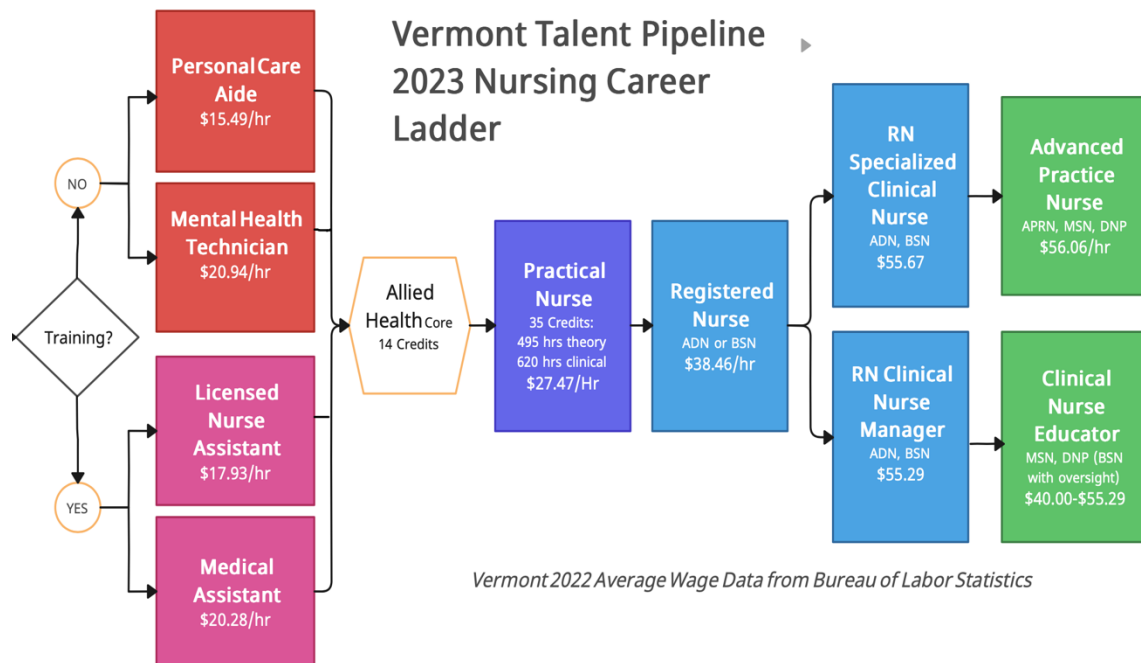 Vermont Talent Pipeline
2023 Nursing Career
Ladder
Training?
NO
YES
Personal Care
Aide
$15.49/hr
Mental Health
Technician
$20.94/hr
Licensed
Nurse
Assistant
$17.93/hr
Medical
Assistant
$20.28/hr
Allied
Health Core
14 Credits
Practical
Nurse
35 Credits:
495 hrs theory
620 hrs clinical
$27.47/Hr
Registered
Nurse
ADN or BSN
$38.46/hr
RN
Specialized
Clinical
Nurse
ADN, BSN
$55.67
Advanced
Practice
Nurse
APRN, MSN, DNP
$56.06/hr
RN Clinical
Nurse
Manager
ADN, BSN
$55.29
Clinical
Nurse
Educator
MSN, DNP (BSN
with oversight)
$40.00-$55.29
Vermont 2022 Average Wage Data from Bureau of Labor Statistics